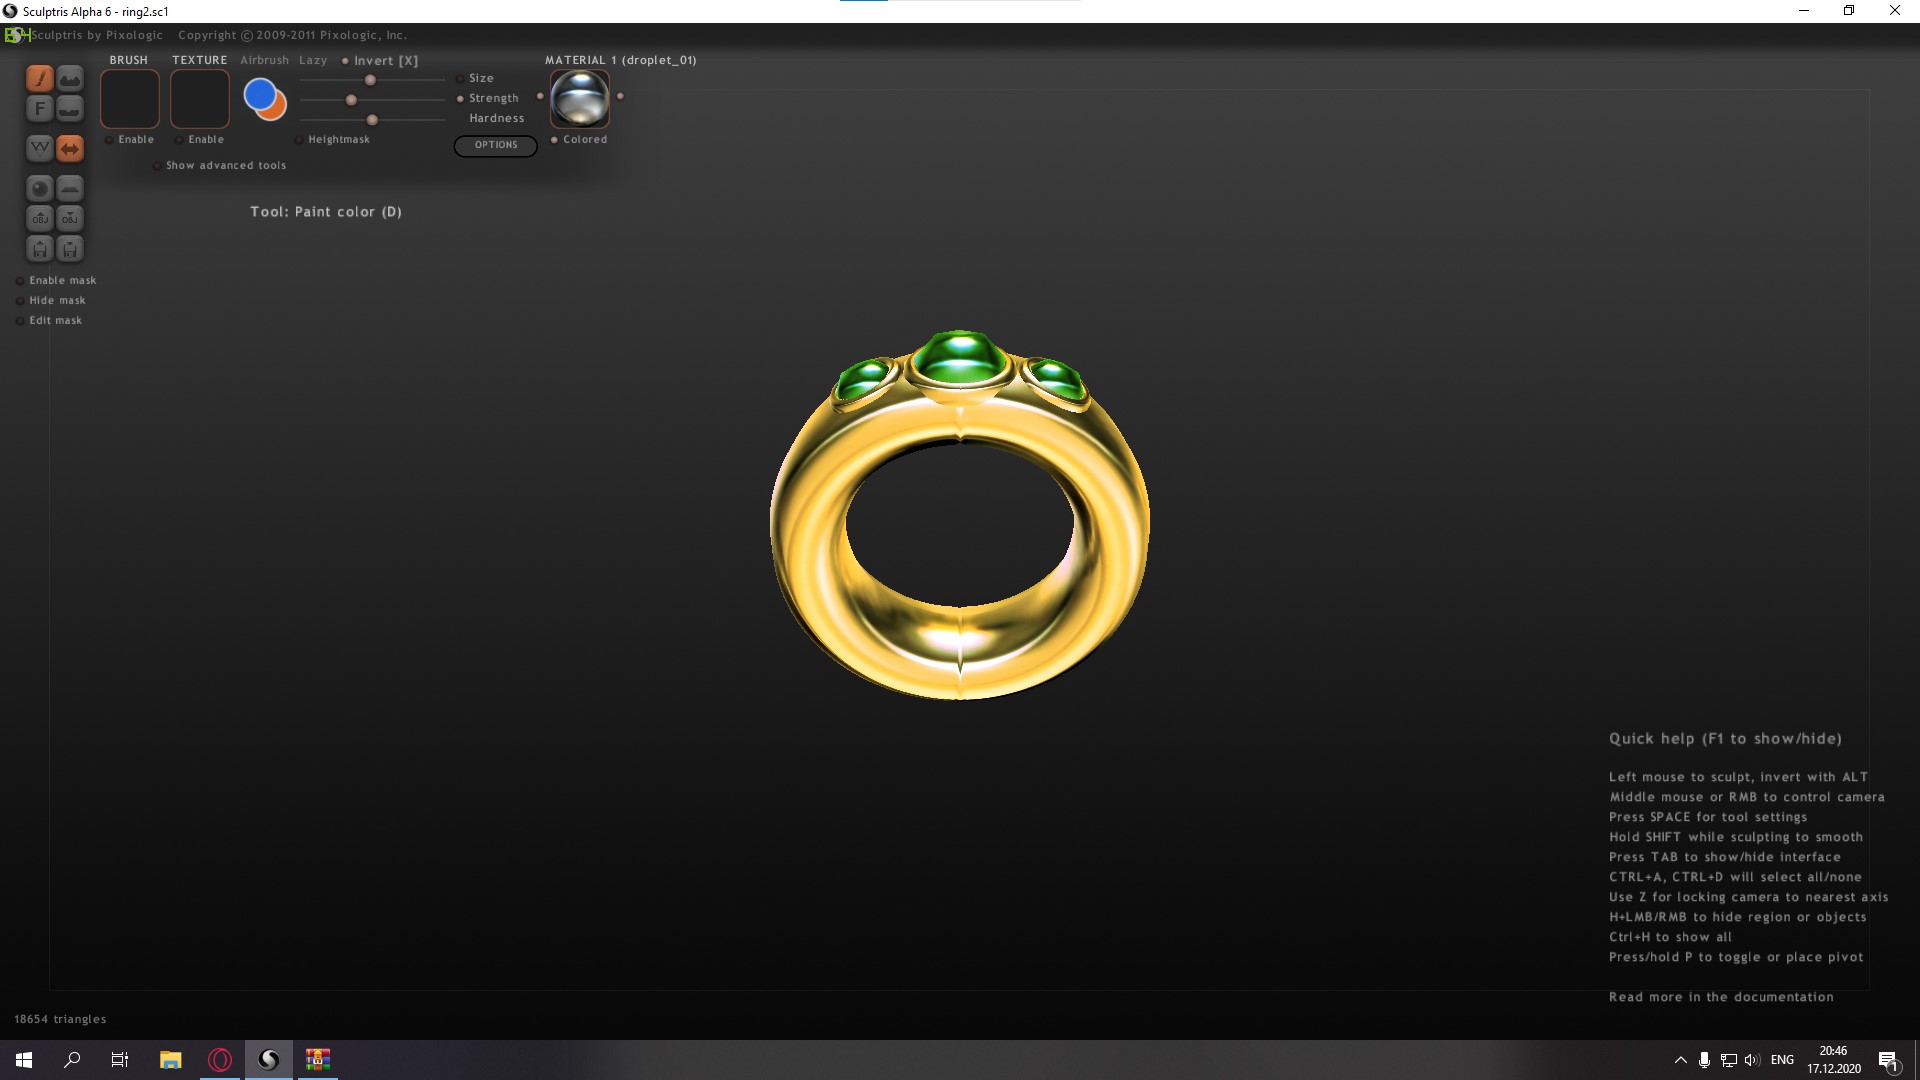 Sculptris Alpha 6 - ring2.sc1
Sculptris by Pixologic Copyright © 2009-2011 Pixologic, Inc.
BRUSH TEXTURE Airbrush Lazy Invert [X] MATERIAL 1 (droplet_01)
Size
Strength
Hardness
F
Enable Enable Heightmask OPTIONS Colored
Show advanced tools
Tool: Paint color (D)
OBJ OBJ
Enable mask
Hide mask
Edit mask
Quick help (F1 to show/hide)
Left mouse to sculpt, invert with ALT
Middle mouse or RMB to control camera
Press SPACE for tool settings
Hold SHIFT while sculpting to smooth
Press TAB to show/hide interface
CTRL+A, CTRL+D will select all/none
Use Z for locking camera to nearest axis
H+LMB/RMB to hide region or objects
Ctrl+H to show all
Press/hold P to toggle or place pivot
Read more in the documentation
18654 triangles
ENG
20:46
17.12.2020
1